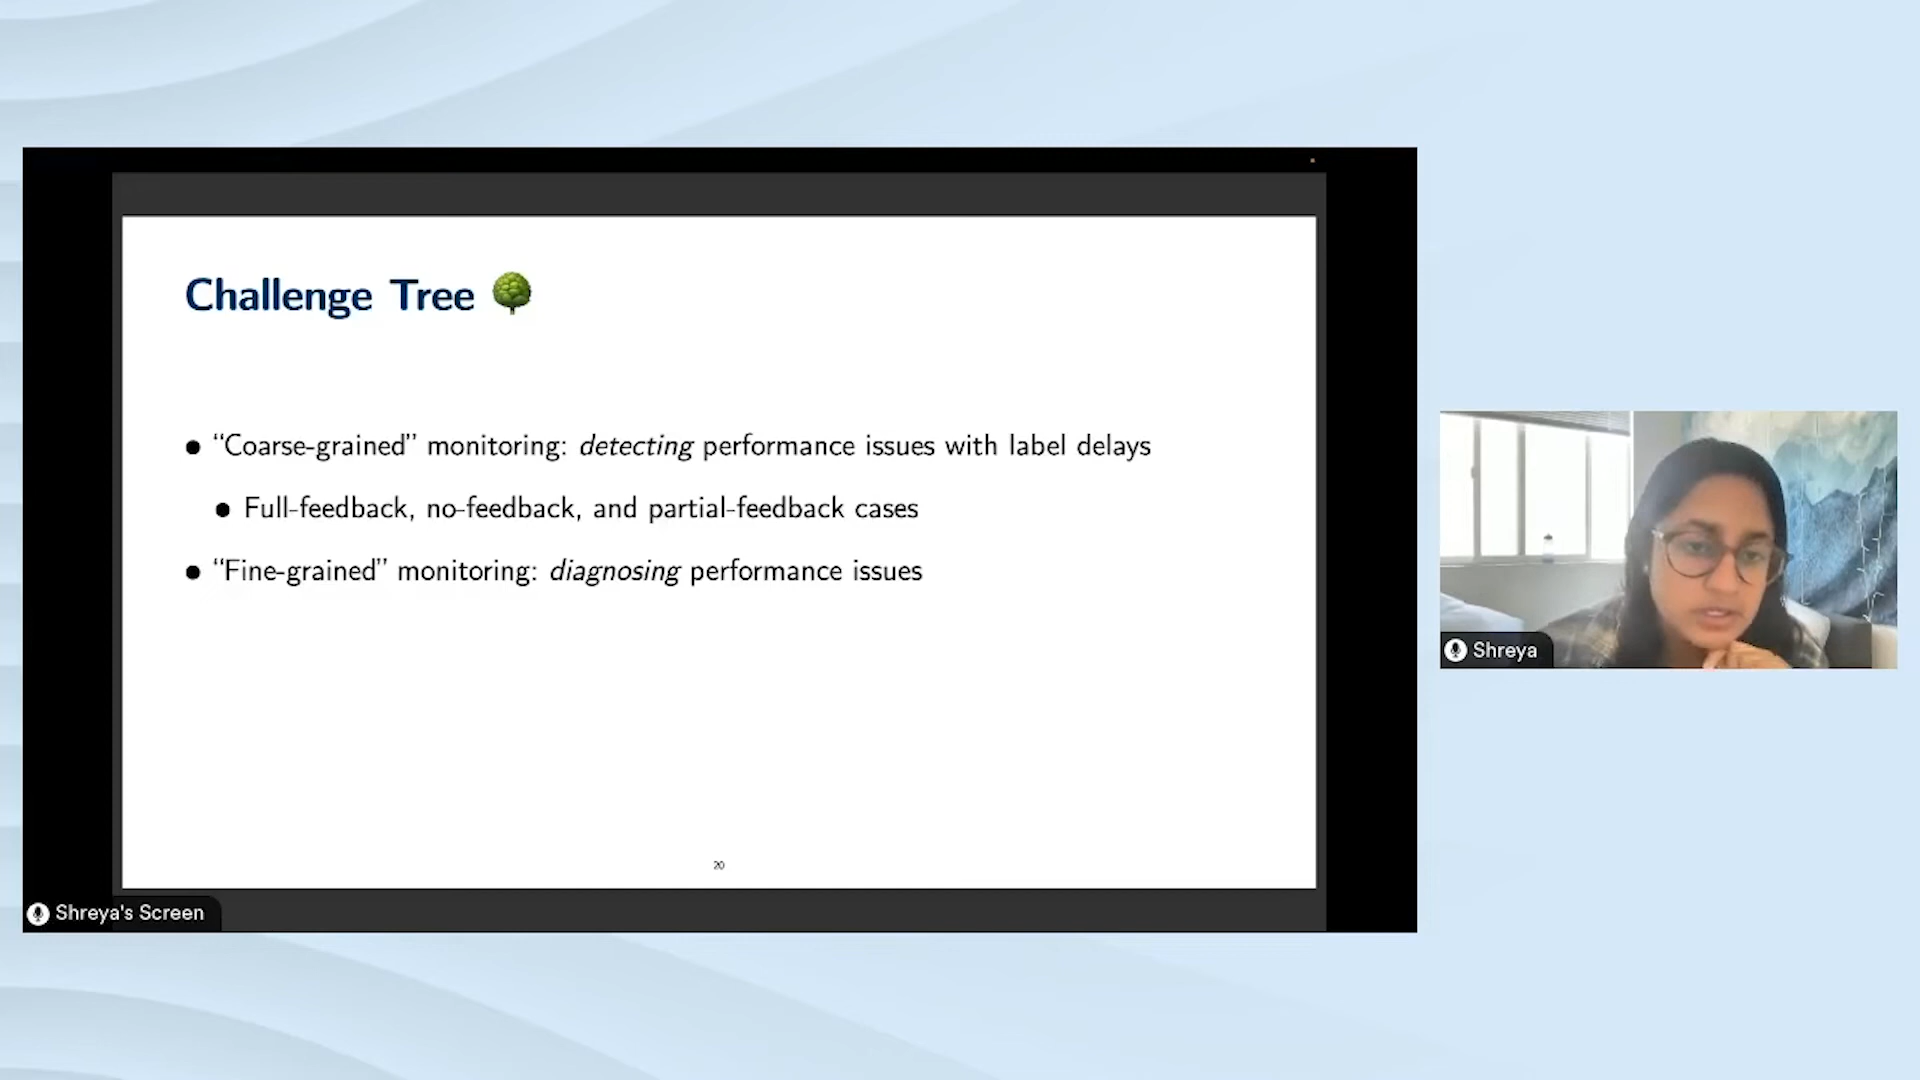 Challenge Tree 🌳
• “Coarse-grained” monitoring: detecting performance issues with label delays
• Full-feedback, no-feedback, and partial-feedback cases
• “Fine-grained” monitoring: diagnosing performance issues
20
Shreya's Screen
Shreya